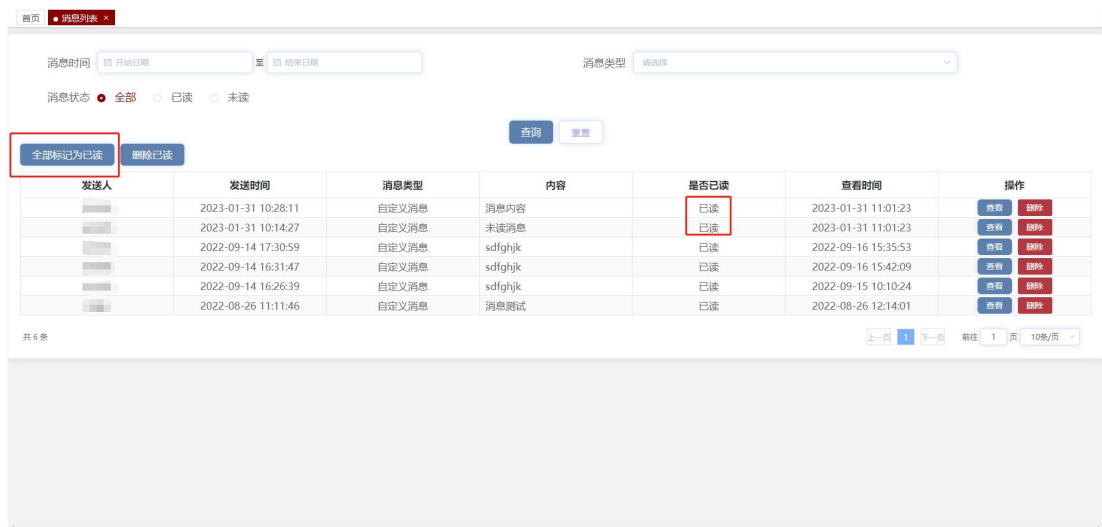 首页 ● 消息列表 ×
消息时间 开始日期 至 结束日期 消息类型 请选择
消息状态 全部 已读 未读
查询 重置
全部标记为已读 删除已读
发送人 发送时间 消息类型 内容 是否已读 查看时间 操作
2023-01-31 10:28:11 自定义消息 消息内容 已读 2023-01-31 11:01:23 查看 删除
2023-01-31 10:14:27 自定义消息 未读消息 已读 2023-01-31 11:01:23 查看 删除
2022-09-14 17:30:59 自定义消息 sdfghjk 已读 2022-09-16 15:35:53 查看 删除
2022-09-14 16:31:47 自定义消息 sdfghjk 已读 2022-09-16 15:42:09 查看 删除
2022-09-14 16:26:39 自定义消息 sdfghjk 已读 2022-09-15 10:10:24 查看 删除
2022-08-26 11:11:46 自定义消息 消息测试 已读 2022-08-26 12:14:01 查看 删除
共 6 条 上一页 1 下一页 前往 1 页 10条/页